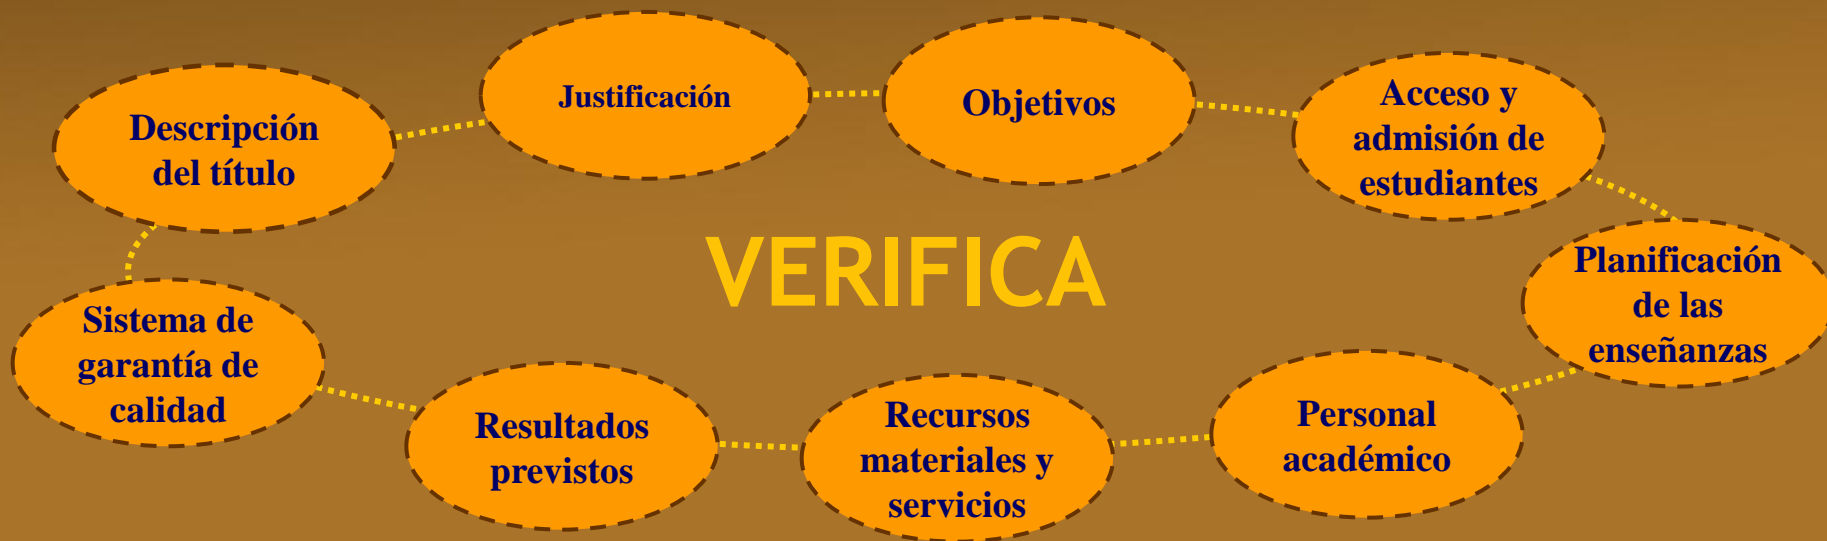 Descripción
del título
Justificación
Objetivos
Acceso y
admisión de
estudiantes
VERIFICA
Planificación
de las
enseñanzas
Personal
académico
Recursos
materiales y
servicios
Resultados
previstos
Sistema de
garantía de
calidad